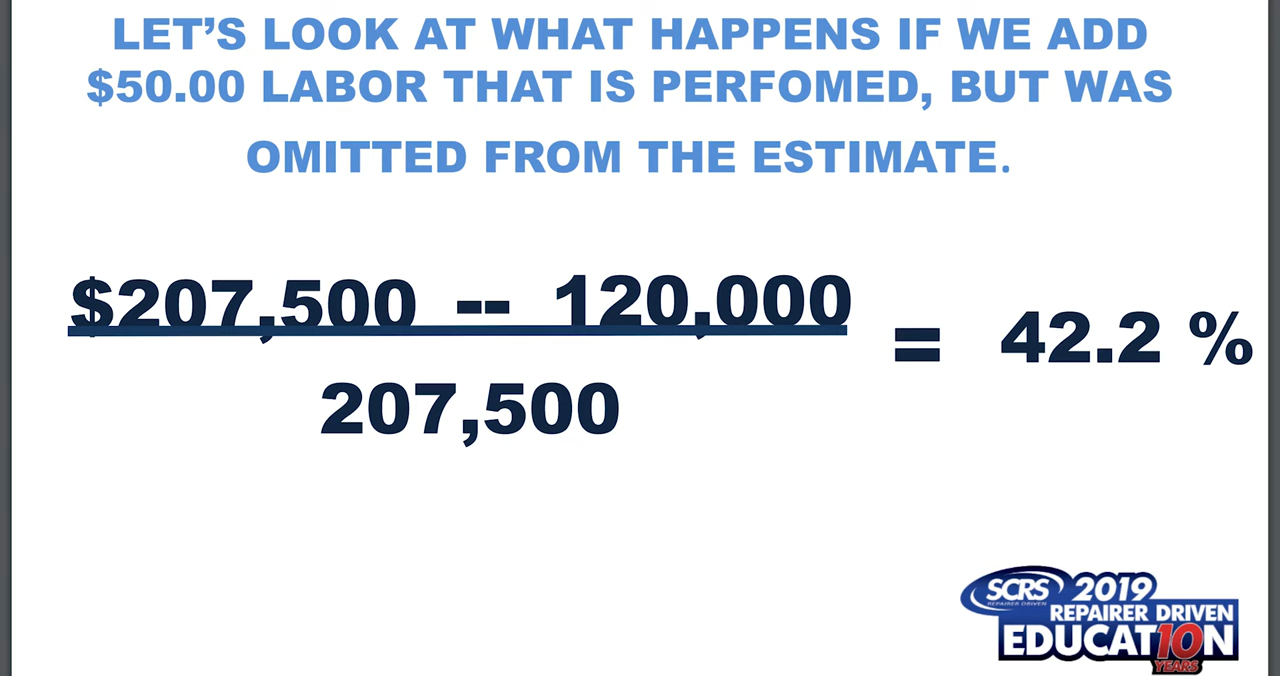 LET'S LOOK AT WHAT HAPPENS IF WE ADD
$50.00 LABOR THAT IS PERFOMED, BUT WAS
OMITTED FROM THE ESTIMATE.
$207,500 -- 120,000
= 42.2 %
207,500
SCRS 2019
REPAIRER DRIVEN
REPAIRER DRIVEN
EDUCAT10N
YEARS